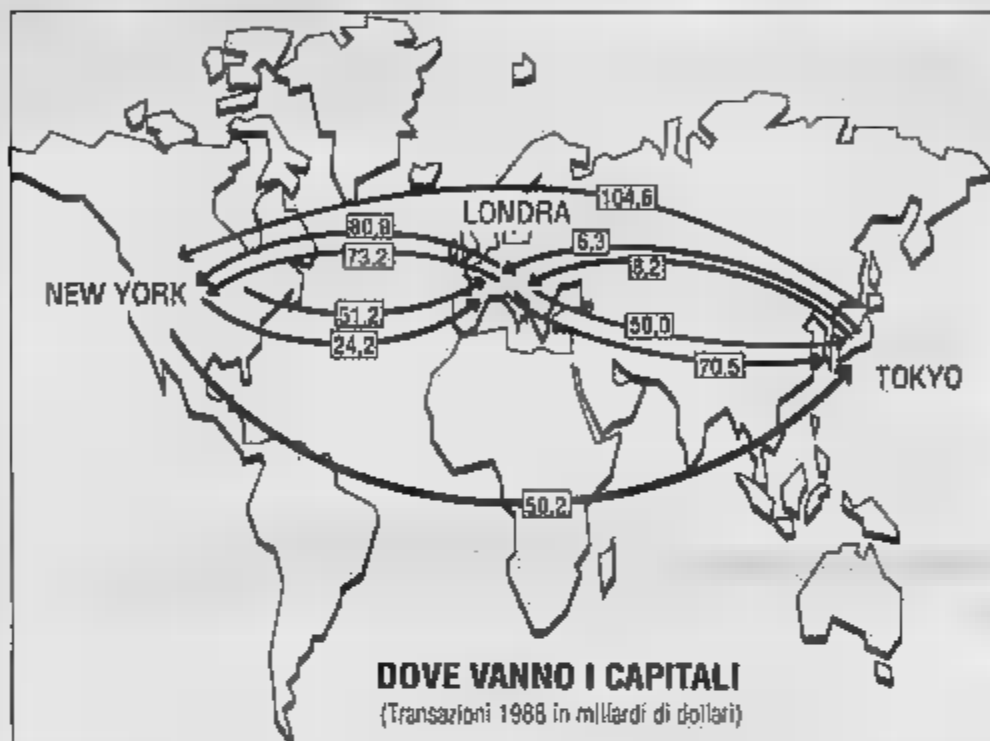 104,6
LONDRA
80,8
6,3
73,2
8,2
NEW YORK
51,2
50,0
24,2
70,5
TOKYO
50,2
DOVE VANNO I CAPITALI
(Transazioni 1988 in miliardi di dollari)